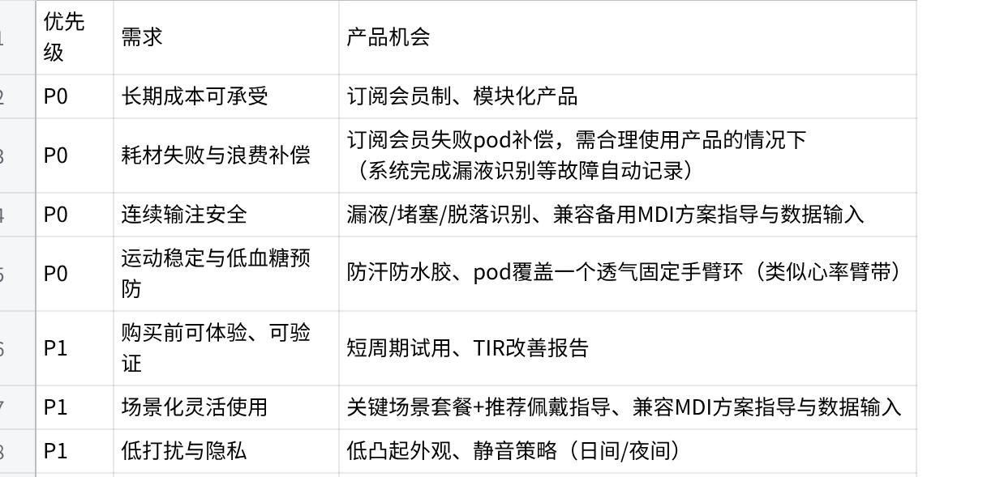 1
优先
级
需求
产品机会
2
P0
长期成本可承受
订阅会员制、模块化产品
3
P0
耗材失败与浪费补偿
订阅会员失败pod补偿，需合理使用产品的情况下
（系统完成漏液识别等故障自动记录）
4
P0
连续输注安全
漏液/堵塞/脱落识别、兼容备用MDI方案指导与数据输入
5
P0
运动稳定与低血糖预
防
防汗防水胶、pod覆盖一个透气固定手臂环（类似心率臂带）
6
P1
购买前可体验、可验
证
短周期试用、TIR改善报告
7
P1
场景化灵活使用
关键场景套餐+推荐佩戴指导、兼容MDI方案指导与数据输入
8
P1
低打扰与隐私
低凸起外观、静音策略（日间/夜间）